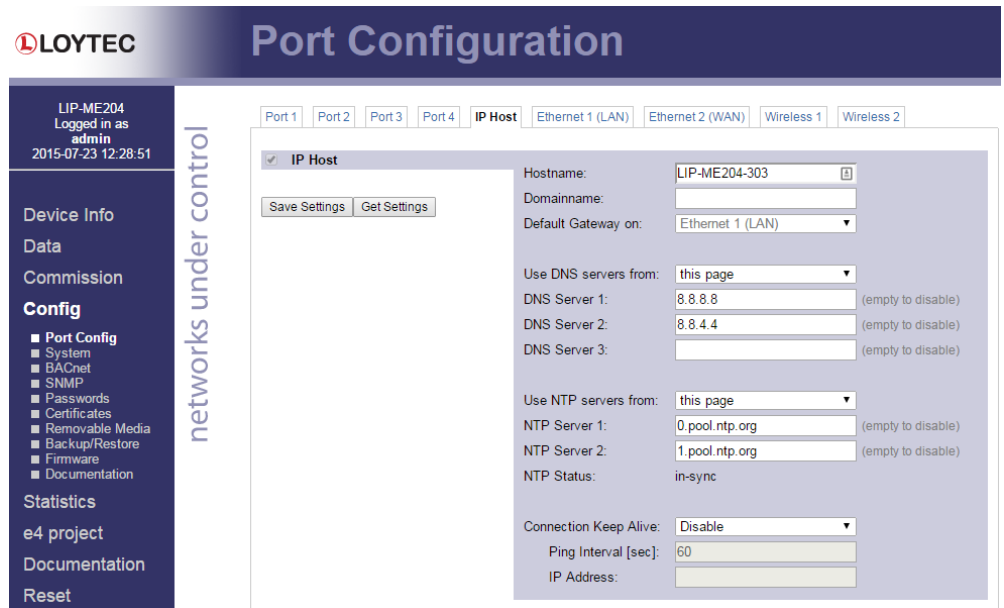 LOYTEC
Port Configuration
LIP-ME204
Logged in as
admin
2015-07-23 12:28:51
Device Info
Data
Commission
Config
Port Config
System
BACnet
SNMP
Passwords
Certificates
Removable Media
Backup/Restore
Firmware
Documentation
Statistics
e4 project
Documentation
Reset
networks under control
Port 1 Port 2 Port 3 Port 4 IP Host Ethernet 1 (LAN) Ethernet 2 (WAN) Wireless 1 Wireless 2
IP Host
Save Settings Get Settings
Hostname: LIP-ME204-303
Domainname:
Default Gateway on: Ethernet 1 (LAN)
Use DNS servers from: this page
DNS Server 1: 8.8.8.8 (empty to disable)
DNS Server 2: 8.8.4.4 (empty to disable)
DNS Server 3: (empty to disable)
Use NTP servers from: this page
NTP Server 1: 0.pool.ntp.org (empty to disable)
NTP Server 2: 1.pool.ntp.org (empty to disable)
NTP Status: in-sync
Connection Keep Alive: Disable
Ping Interval [sec]: 60
IP Address: